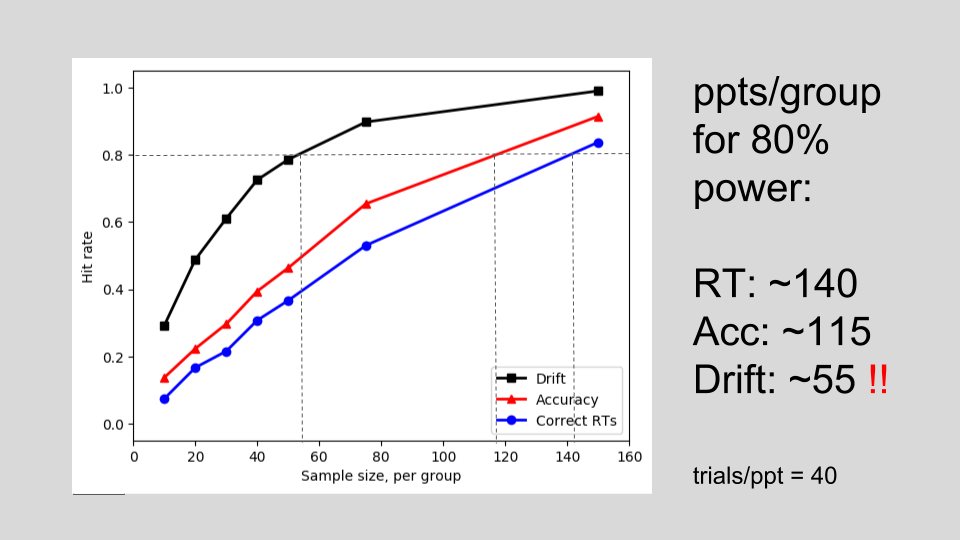 1.0
0.8
0.6
0.4
0.2
0.0
Hit rate
0 20 40 60 80 100 120 140 160
Sample size, per group
Drift
Accuracy
Correct RTs
ppts/group
for 80%
power:
RT: ~140
Acc: ~115
Drift: ~55 !!
trials/ppt = 40